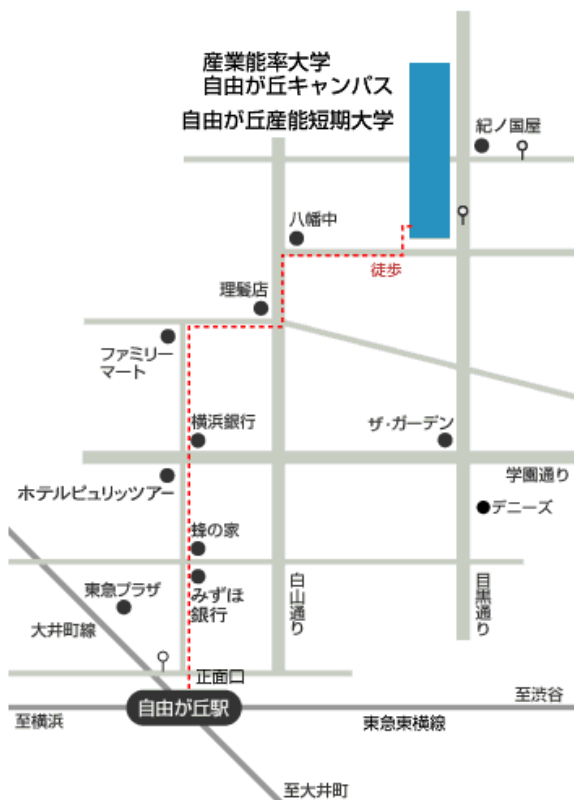 産業能率大学
自由が丘キャンパス
自由が丘産能短期大学
紀ノ国屋
八幡中
徒歩
理髪店
ファミリー
マート
横浜銀行
ザ・ガーデン
学園通り
ホテルピュリッツアー
デニーズ
蜂の家
みずほ
銀行
東急プラザ
白山通り
目黒通り
大井町線
正面口
自由が丘駅
至渋谷
至横浜
東急東横線
至大井町